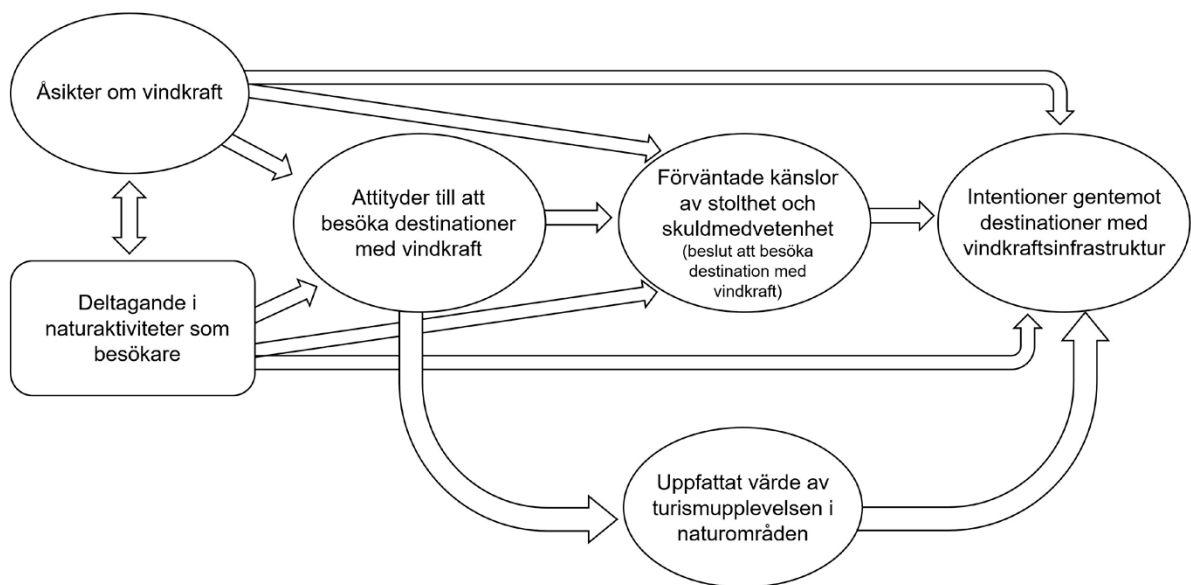 Åsikter om vindkraft
Attityder till att
besöka destinationer
med vindkraft
Förväntade känslor
av stolthet och
skuldmedvetenhet
(beslut att besöka
destination med
vindkraft)
Intentioner gentemot
destinationer med
vindkraftsinfrastruktur
Deltagande i
naturaktiviteter som
besökare
Uppfattat värde av
turismupplevelsen i
naturområden